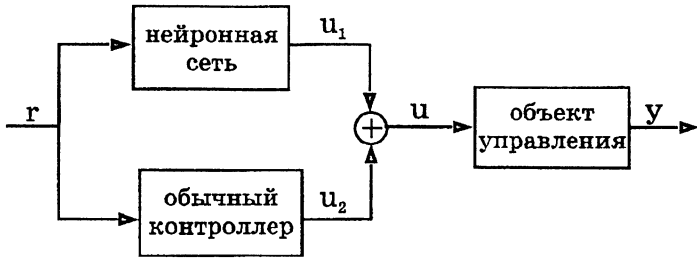 нейронная
сеть
u₁
r
+
u
объект
управления
y
обычный
контроллер
u₂